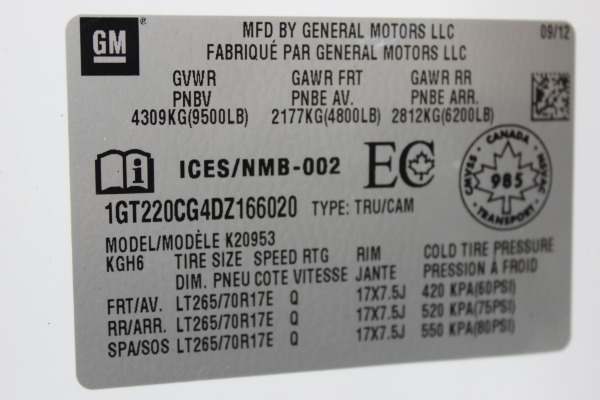 GM
MFD BY GENERAL MOTORS LLC 09/12
FABRIQUÉ PAR GENERAL MOTORS LLC
GVWR GAWR FRT GAWR RR
PNBV PNBE AV. PNBE ARR.
4309KG(9500LB) 2177KG(4800LB) 2812KG(6200LB)
i ICES/NMB-002 EC
CANADA
CMVSS 985 NSVAC
TRANSPORT
1GT220CG4DZ166020 TYPE: TRU/CAM
MODEL/MODÈLE K20953
KGH6 TIRE SIZE SPEED RTG RIM COLD TIRE PRESSURE
DIM. PNEU COTE VITESSE JANTE PRESSION À FROID
FRT/AV. LT265/70R17E Q 17X7.5J 420 KPA(60PSI)
RR/ARR. LT265/70R17E Q 17X7.5J 520 KPA(75PSI)
SPA/SOS LT265/70R17E Q 17X7.5J 550 KPA(80PSI)